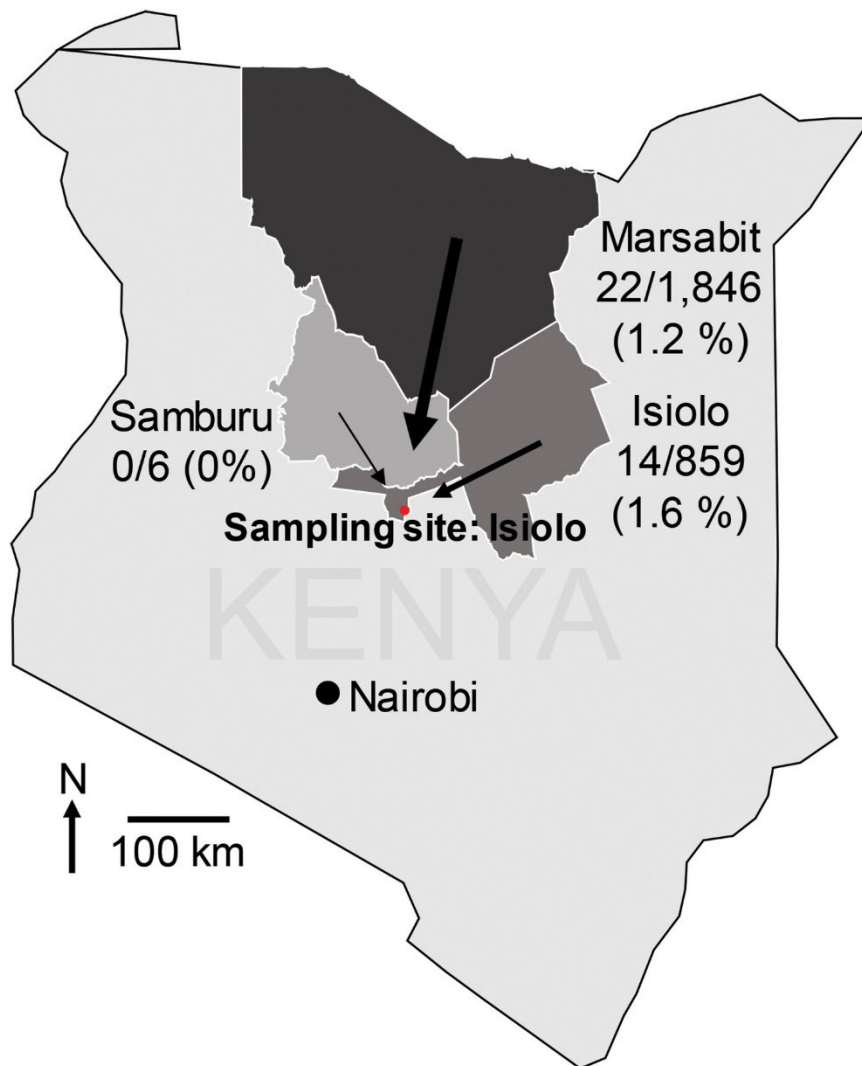 Marsabit
22/1,846
(1.2 %)
Samburu
0/6 (0%)
Isiolo
14/859
(1.6 %)
Sampling site: Isiolo
KENYA
Nairobi
N
100 km